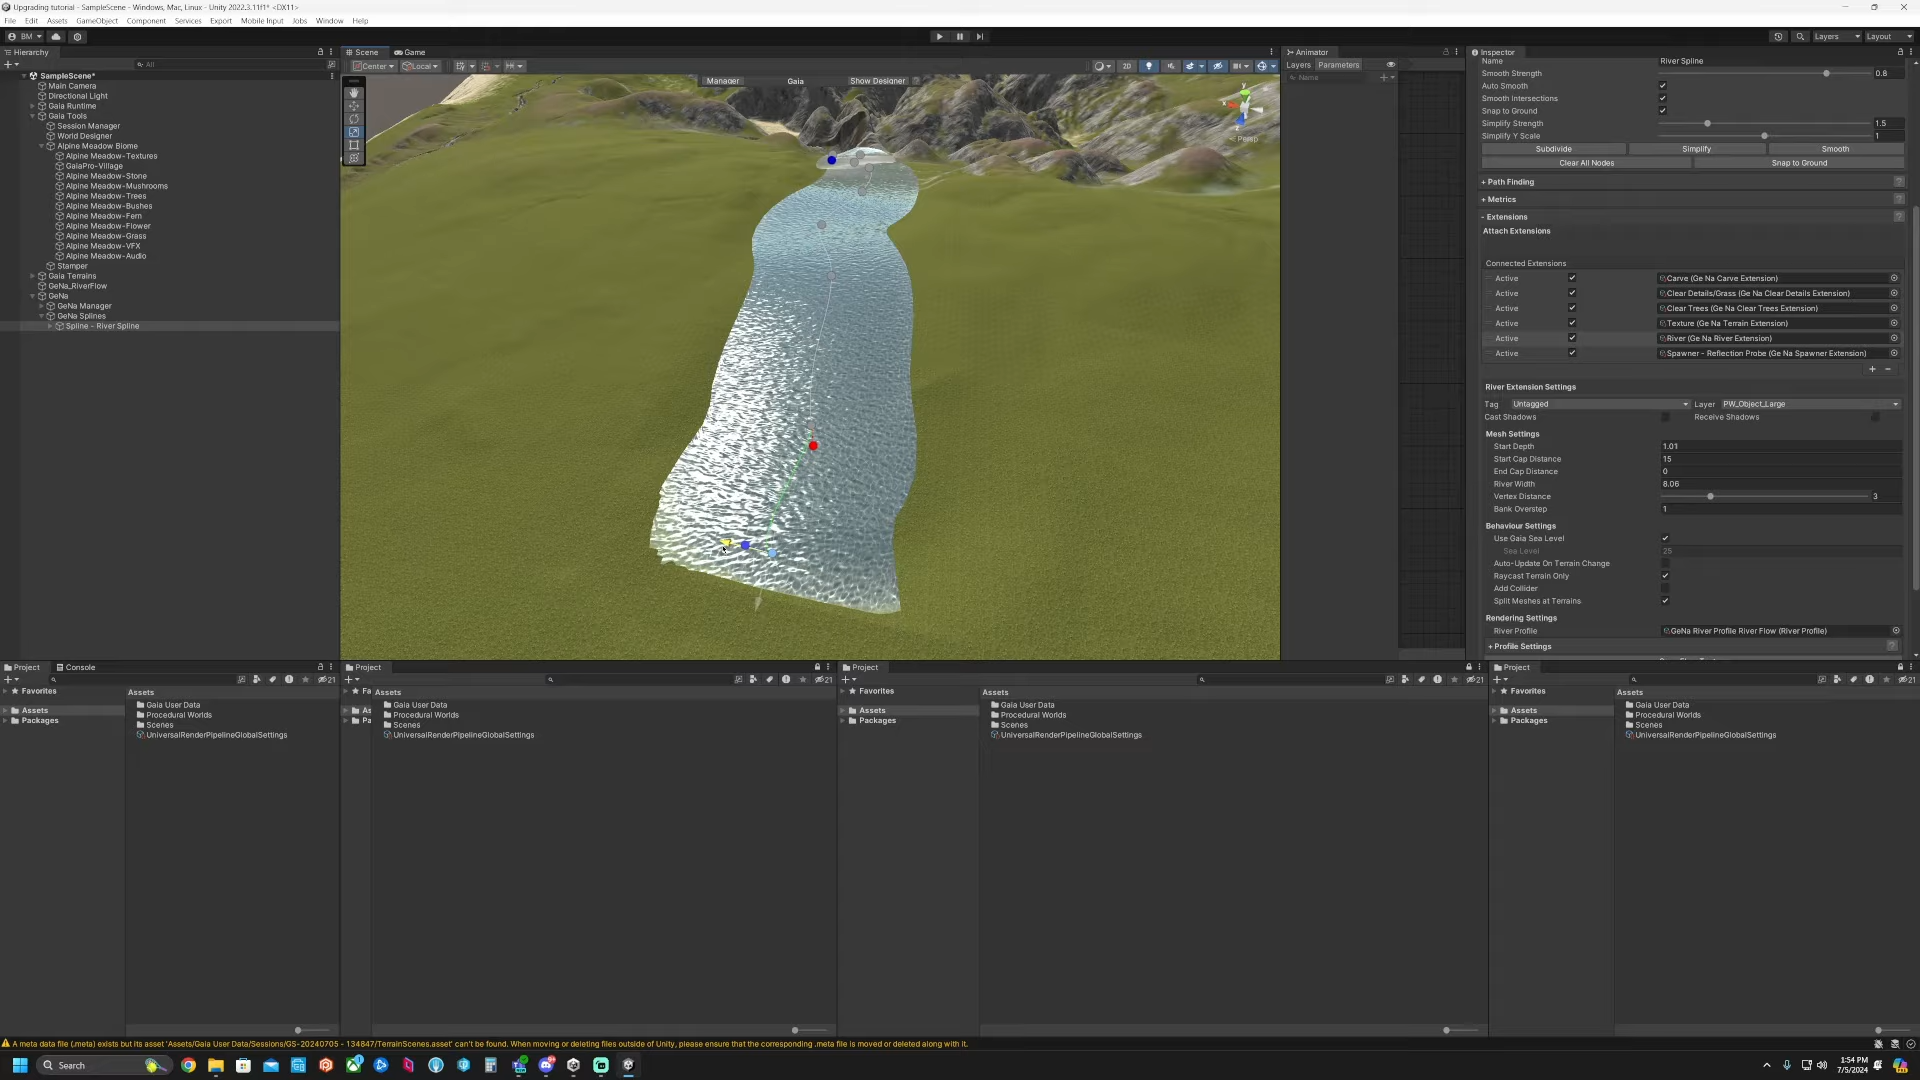 Upgrading tutorial - SampleScene - Windows, Mac, Linux - Unity 2022.3.11f1* <DX11>
File Edit Assets GameObject Component Services Export Mobile Input Jobs Window Help
BM
Layers Layout
Hierarchy
All
SampleScene*
Main Camera
Directional Light
Gaia Runtime
Gaia Tools
Session Manager
World Designer
Alpine Meadow Biome
Alpine Meadow-Textures
GaiaPro-Village
Alpine Meadow-Stone
Alpine Meadow-Mushrooms
Alpine Meadow-Trees
Alpine Meadow-Bushes
Alpine Meadow-Fern
Alpine Meadow-Flower
Alpine Meadow-Grass
Alpine Meadow-VFX
Alpine Meadow-Audio
Stamper
Gaia Terrains
GeNa_RiverFlow
GeNa
GeNa Manager
GeNa Splines
Spline - River Spline
Scene Game
Center Local
2D
Manager Gaia Show Designer
Persp
Animator
Layers Parameters
Name
Inspector
Name River Spline
Smooth Strength 0.8
Auto Smooth
Smooth Intersections
Snap to Ground
Simplify Strength 1.5
Simplify Y Scale 1
Subdivide Simplify Smooth
Clear All Nodes Snap to Ground
+ Path Finding
+ Metrics
- Extensions
Attach Extensions
Connected Extensions
Active Carve (Ge Na Carve Extension)
Active Clear Details/Grass (Ge Na Clear Details Extension)
Active Clear Trees (Ge Na Clear Trees Extension)
Active Texture (Ge Na Terrain Extension)
Active River (Ge Na River Extension)
Active Spawner - Reflection Probe (Ge Na Spawner Extension)
River Extension Settings
Tag Untagged Layer PW_Object_Large
Cast Shadows Receive Shadows
Mesh Settings
Start Depth 1.01
Start Cap Distance 15
End Cap Distance 0
River Width 8.06
Vertex Distance 3
Bank Overstep 1
Behaviour Settings
Use Gaia Sea Level
Sea Level 25
Auto-Update On Terrain Change
Raycast Terrain Only
Add Collider
Split Meshes at Terrains
Rendering Settings
River Profile GeNa River Profile River Flow (River Profile)
+ Profile Settings
Project Console
21
Favorites
Assets
Packages
Assets
Gaia User Data
Procedural Worlds
Scenes
UniversalRenderPipelineGlobalSettings
Project
21
Fa
As
Pa
Assets
Gaia User Data
Procedural Worlds
Scenes
UniversalRenderPipelineGlobalSettings
Project
21
Favorites
Assets
Packages
Assets
Gaia User Data
Procedural Worlds
Scenes
UniversalRenderPipelineGlobalSettings
Project
21
Favorites
Assets
Packages
Assets
Gaia User Data
Procedural Worlds
Scenes
UniversalRenderPipelineGlobalSettings
A meta data file (.meta) exists but its asset 'Assets/Gaia User Data/Sessions/GS-20240705 - 134847/TerrainScenes.asset' can't be found. When moving or deleting files outside of Unity, please ensure that the corresponding .meta file is moved or deleted along with it.
Search
1:54 PM
7/5/2024